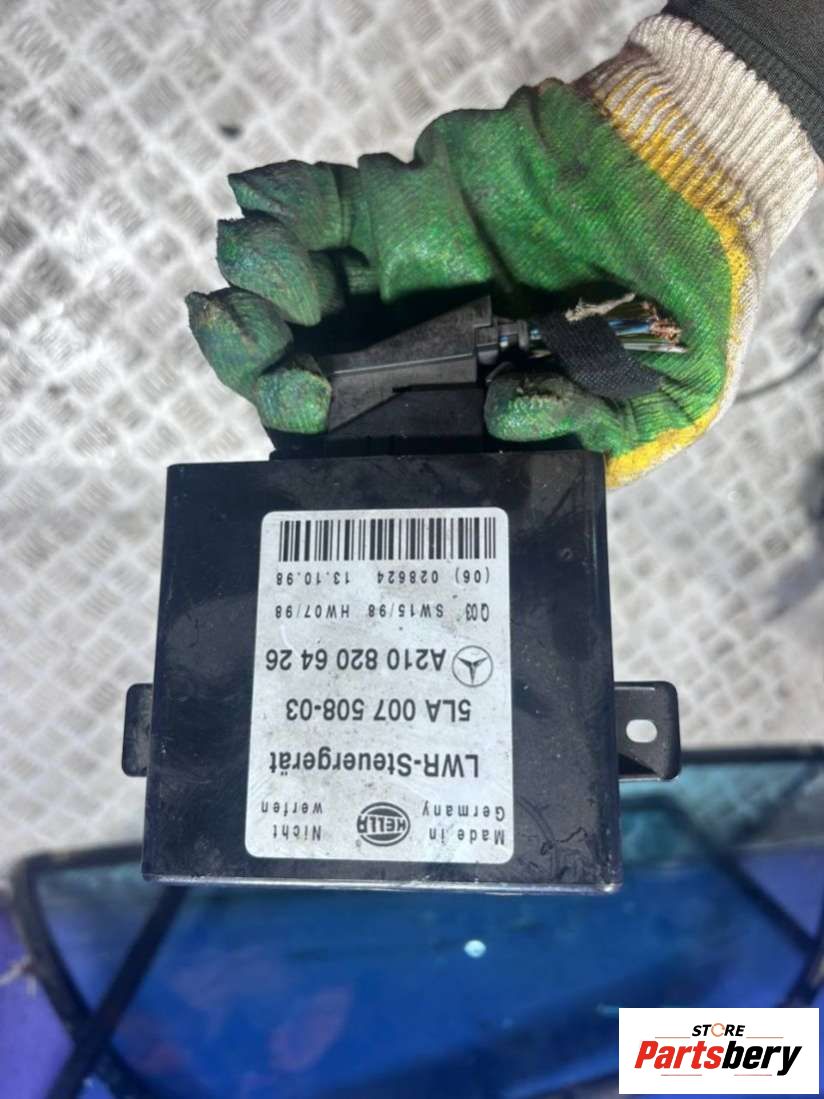 Made in
Germany
HELLA
Nicht
werfen
LWR-Steuergerät
5LA 007 508-03
A210 820 64 26
Q03 SW15/98 HW07/98
(06) 028624 13.10.98
STORE
Partsbery